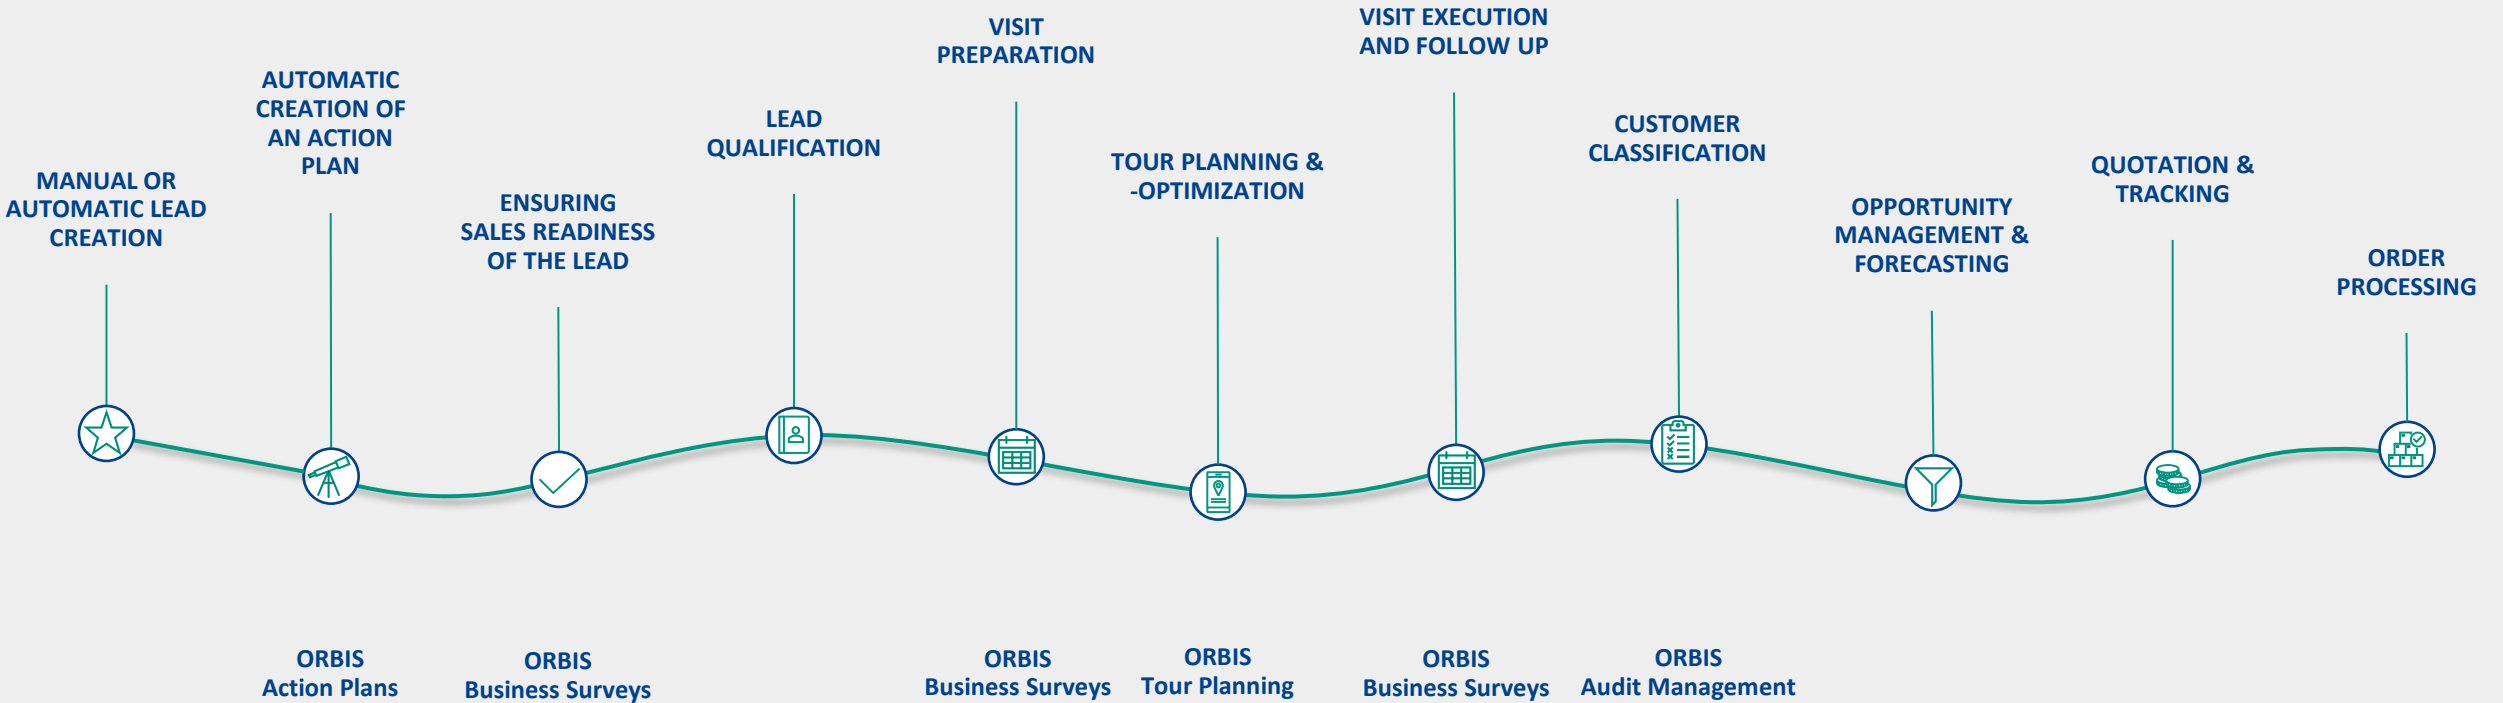 MANUAL OR
AUTOMATIC LEAD
CREATION
AUTOMATIC
CREATION OF
AN ACTION
PLAN
ENSURING
SALES READINESS
OF THE LEAD
LEAD
QUALIFICATION
VISIT
PREPARATION
TOUR PLANNING &
-OPTIMIZATION
VISIT EXECUTION
AND FOLLOW UP
CUSTOMER
CLASSIFICATION
OPPORTUNITY
MANAGEMENT &
FORECASTING
QUOTATION &
TRACKING
ORDER
PROCESSING
ORBIS
Action Plans
ORBIS
Business Surveys
ORBIS
Business Surveys
ORBIS
Tour Planning
ORBIS
Business Surveys
ORBIS
Audit Management